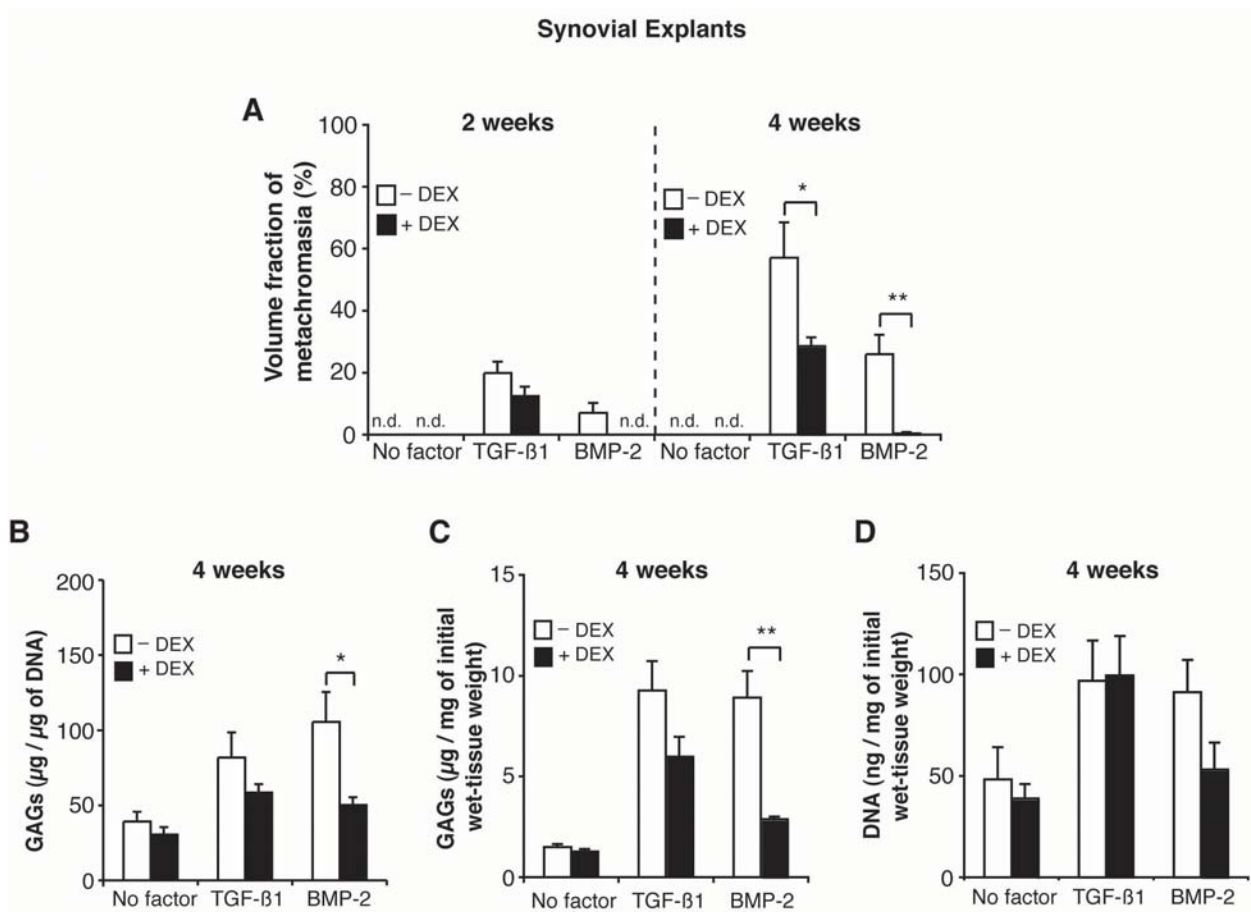 Synovial Explants
A
2 weeks
4 weeks
Volume fraction of
metachromasia (%)
100
80
60
40
20
0
– DEX
+ DEX
– DEX
+ DEX
*
**
n.d.
n.d.
n.d.
n.d.
n.d.
No factor
TGF-ß1
BMP-2
No factor
TGF-ß1
BMP-2
B
4 weeks
GAGs (µg / µg of DNA)
200
150
100
50
0
– DEX
+ DEX
*
No factor
TGF-ß1
BMP-2
C
4 weeks
GAGs (µg / mg of initial
wet-tissue weight)
15
10
5
0
– DEX
+ DEX
**
No factor
TGF-ß1
BMP-2
D
4 weeks
DNA (ng / mg of initial
wet-tissue weight)
150
100
50
0
– DEX
+ DEX
No factor
TGF-ß1
BMP-2